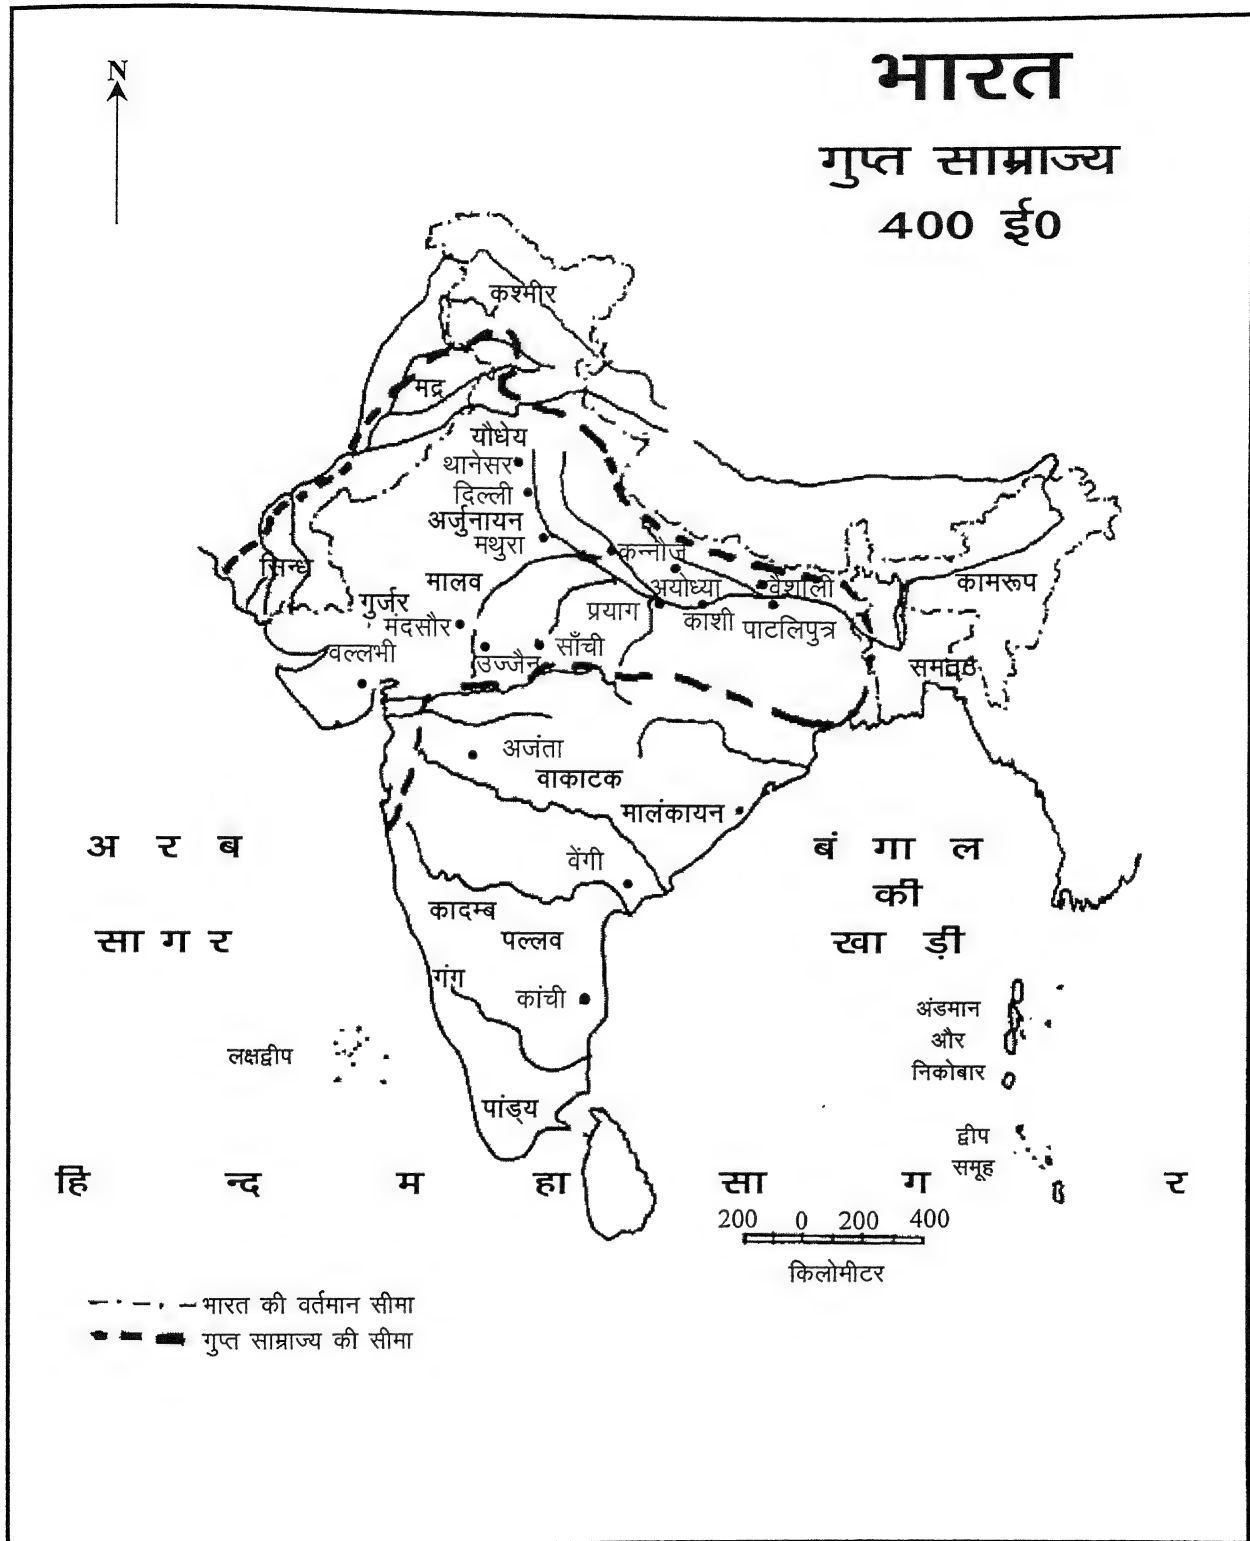 N
भारत
गुप्त साम्राज्य
400 ई0
कश्मीर
मद्र
यौधेय
थानेसर
दिल्ली
अर्जुनायन
मथुरा
कन्नौज
सिन्ध
मालव
अयोध्या
वैशाली
कामरूप
गुर्जर
प्रयाग
काशी
पाटलिपुत्र
मंदसौर
वल्लभी
उज्जैन
साँची
समतट
अजंता
वाकाटक
मालंकायन
अ र ब
सागर
बं गा ल
की
खा ड़ी
वेंगी
कादम्ब
पल्लव
गंग
कांची
लक्षद्वीप
अंडमान
और
निकोबार
पांड्य
द्वीप
समूह
हि न्द म हा सा ग र
200 0 200 400
किलोमीटर
भारत की वर्तमान सीमा
गुप्त साम्राज्य की सीमा